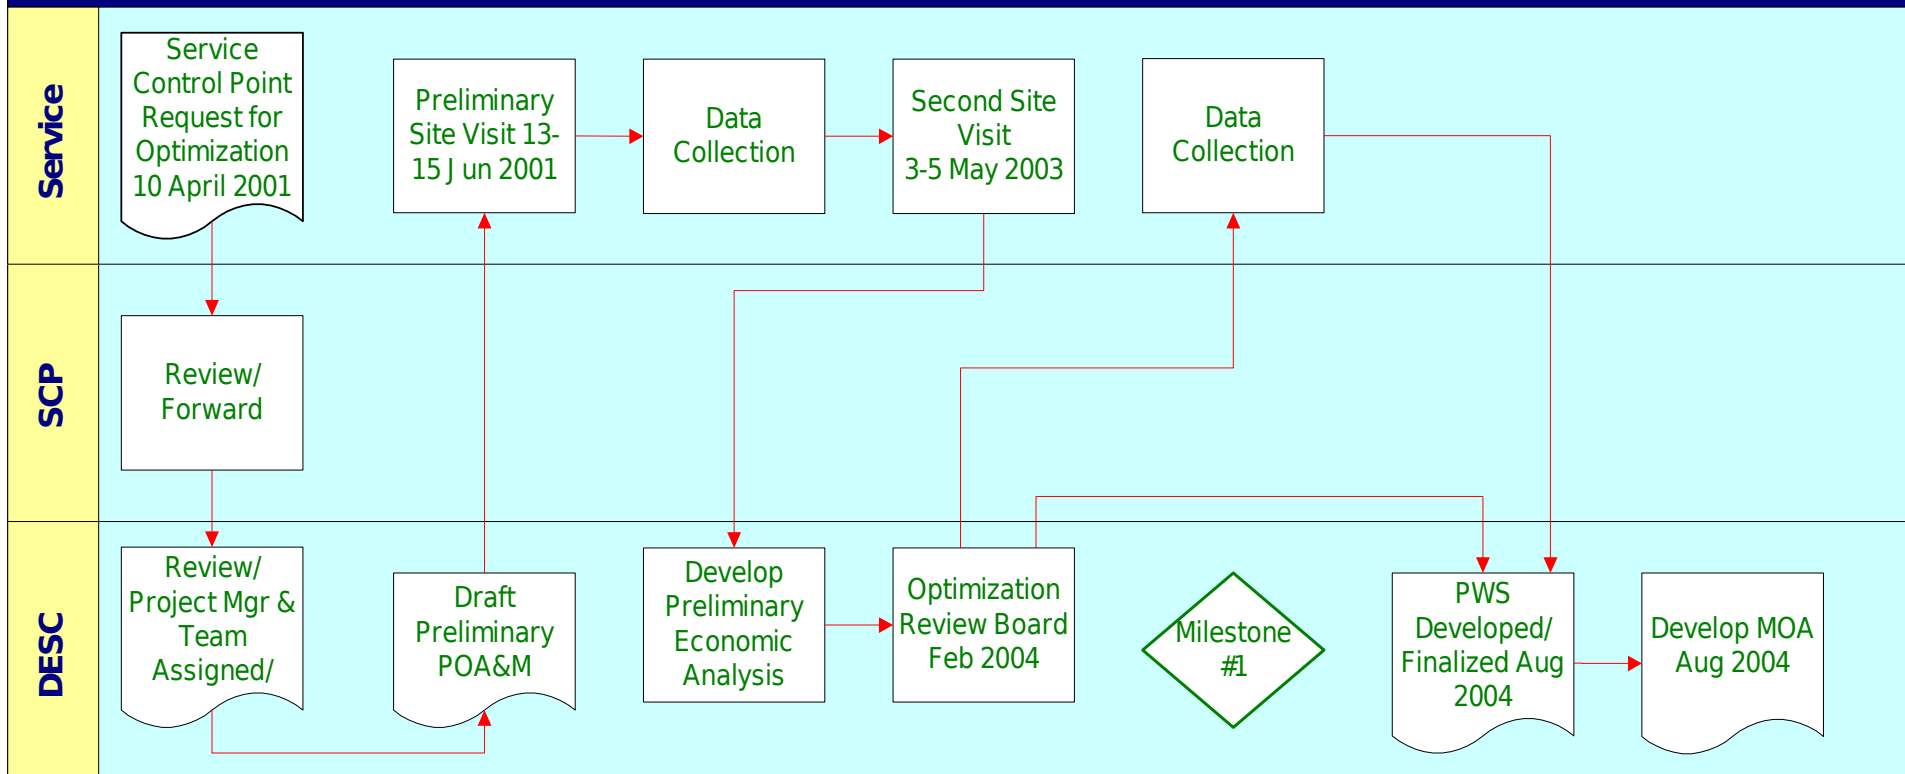 Service
Service
Control Point
Request for
Optimization
10 April 2001
Preliminary
Site Visit 13-
15 Jun 2001
Data
Collection
Second Site
Visit
3-5 May 2003
Data
Collection
SCP
Review/
Forward
DESC
Review/
Project Mgr &
Team
Assigned/
Draft
Preliminary
POA&M
Develop
Preliminary
Economic
Analysis
Optimization
Review Board
Feb 2004
Milestone
#1
PWS
Developed/
Finalized Aug
2004
Develop MOA
Aug 2004